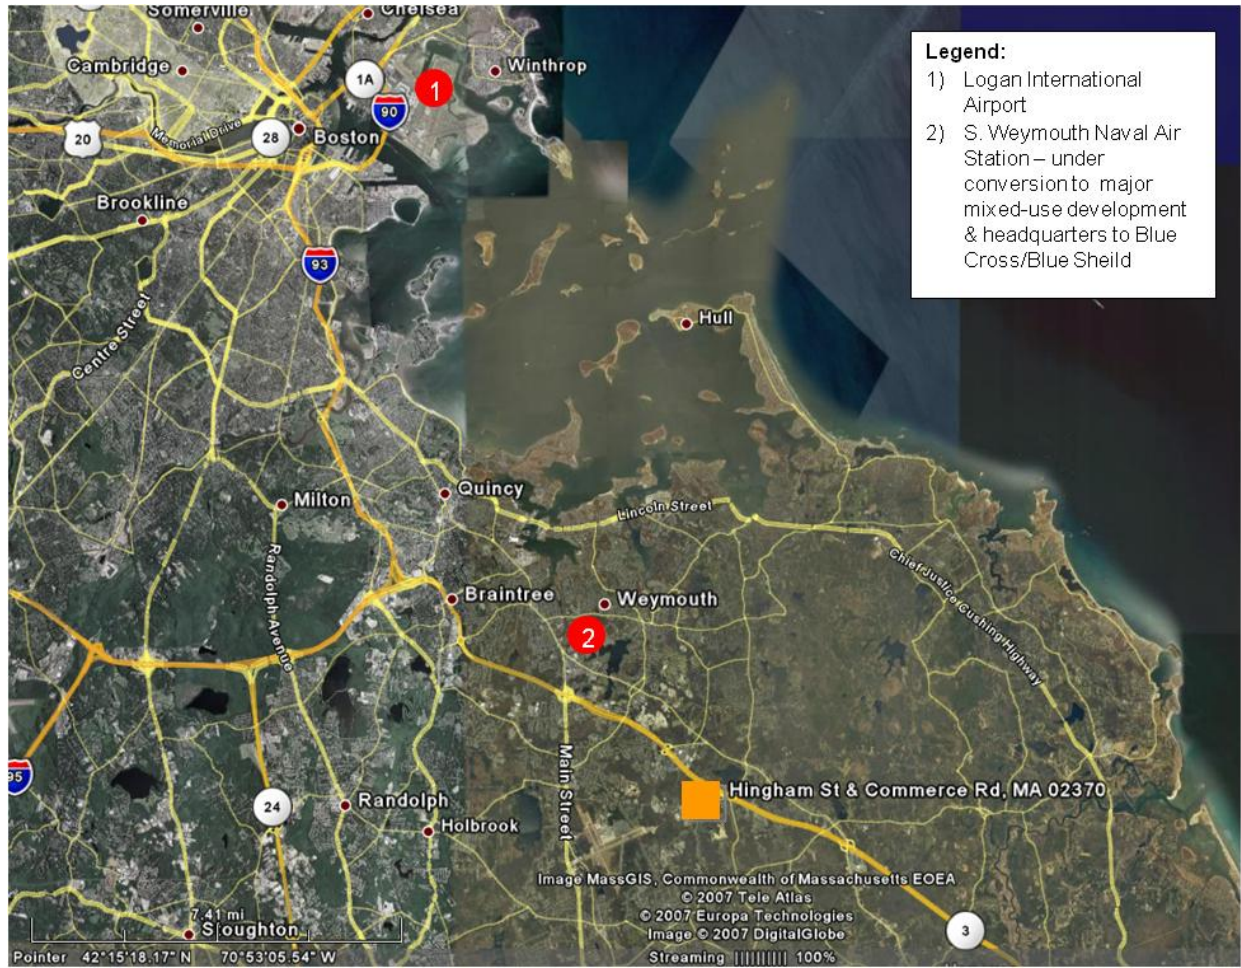 Somerville
Chelsea
Cambridge
1A
1
Winthrop
90
20
Memorial Drive
28
Boston
Brookline
93
Centre Street
Hull
Legend:
1) Logan International
Airport
2) S. Weymouth Naval Air
Station – under
conversion to major
mixed-use development
& headquarters to Blue
Cross/Blue Sheild
Milton
Quincy
Lincoln Street
Randolph Avenue
Braintree
Weymouth
2
Chief Justice Cushing Highway
95
24
Randolph
Holbrook
Main Street
Hingham St & Commerce Rd, MA 02370
Image MassGIS, Commonwealth of Massachusetts EOEA
© 2007 Tele Atlas
© 2007 Europa Technologies
Image © 2007 DigitalGlobe
3
7.41 mi
Stoughton
Pointer 42°15'18.17" N 70°53'05.54" W
Streaming |||||||||| 100%